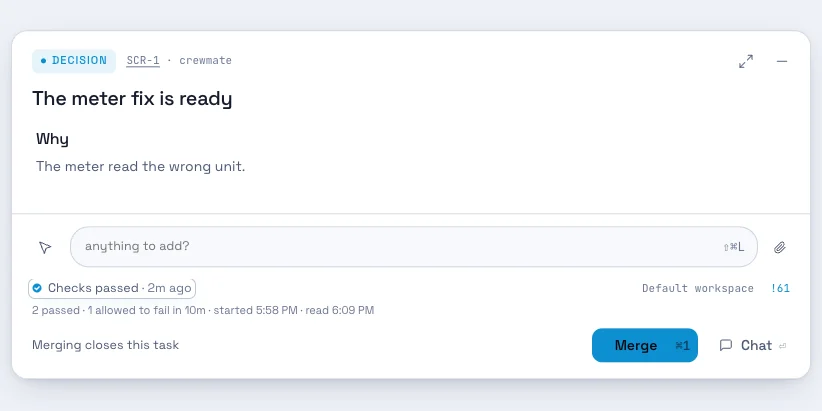 DECISION SCR-1 · crewmate
The meter fix is ready
Why
The meter read the wrong unit.
anything to add? ⇧⌘L
Checks passed · 2m ago Default workspace !61
2 passed · 1 allowed to fail in 10m · started 5:58 PM · read 6:09 PM
Merging closes this task Merge ⌘1 Chat ⏎